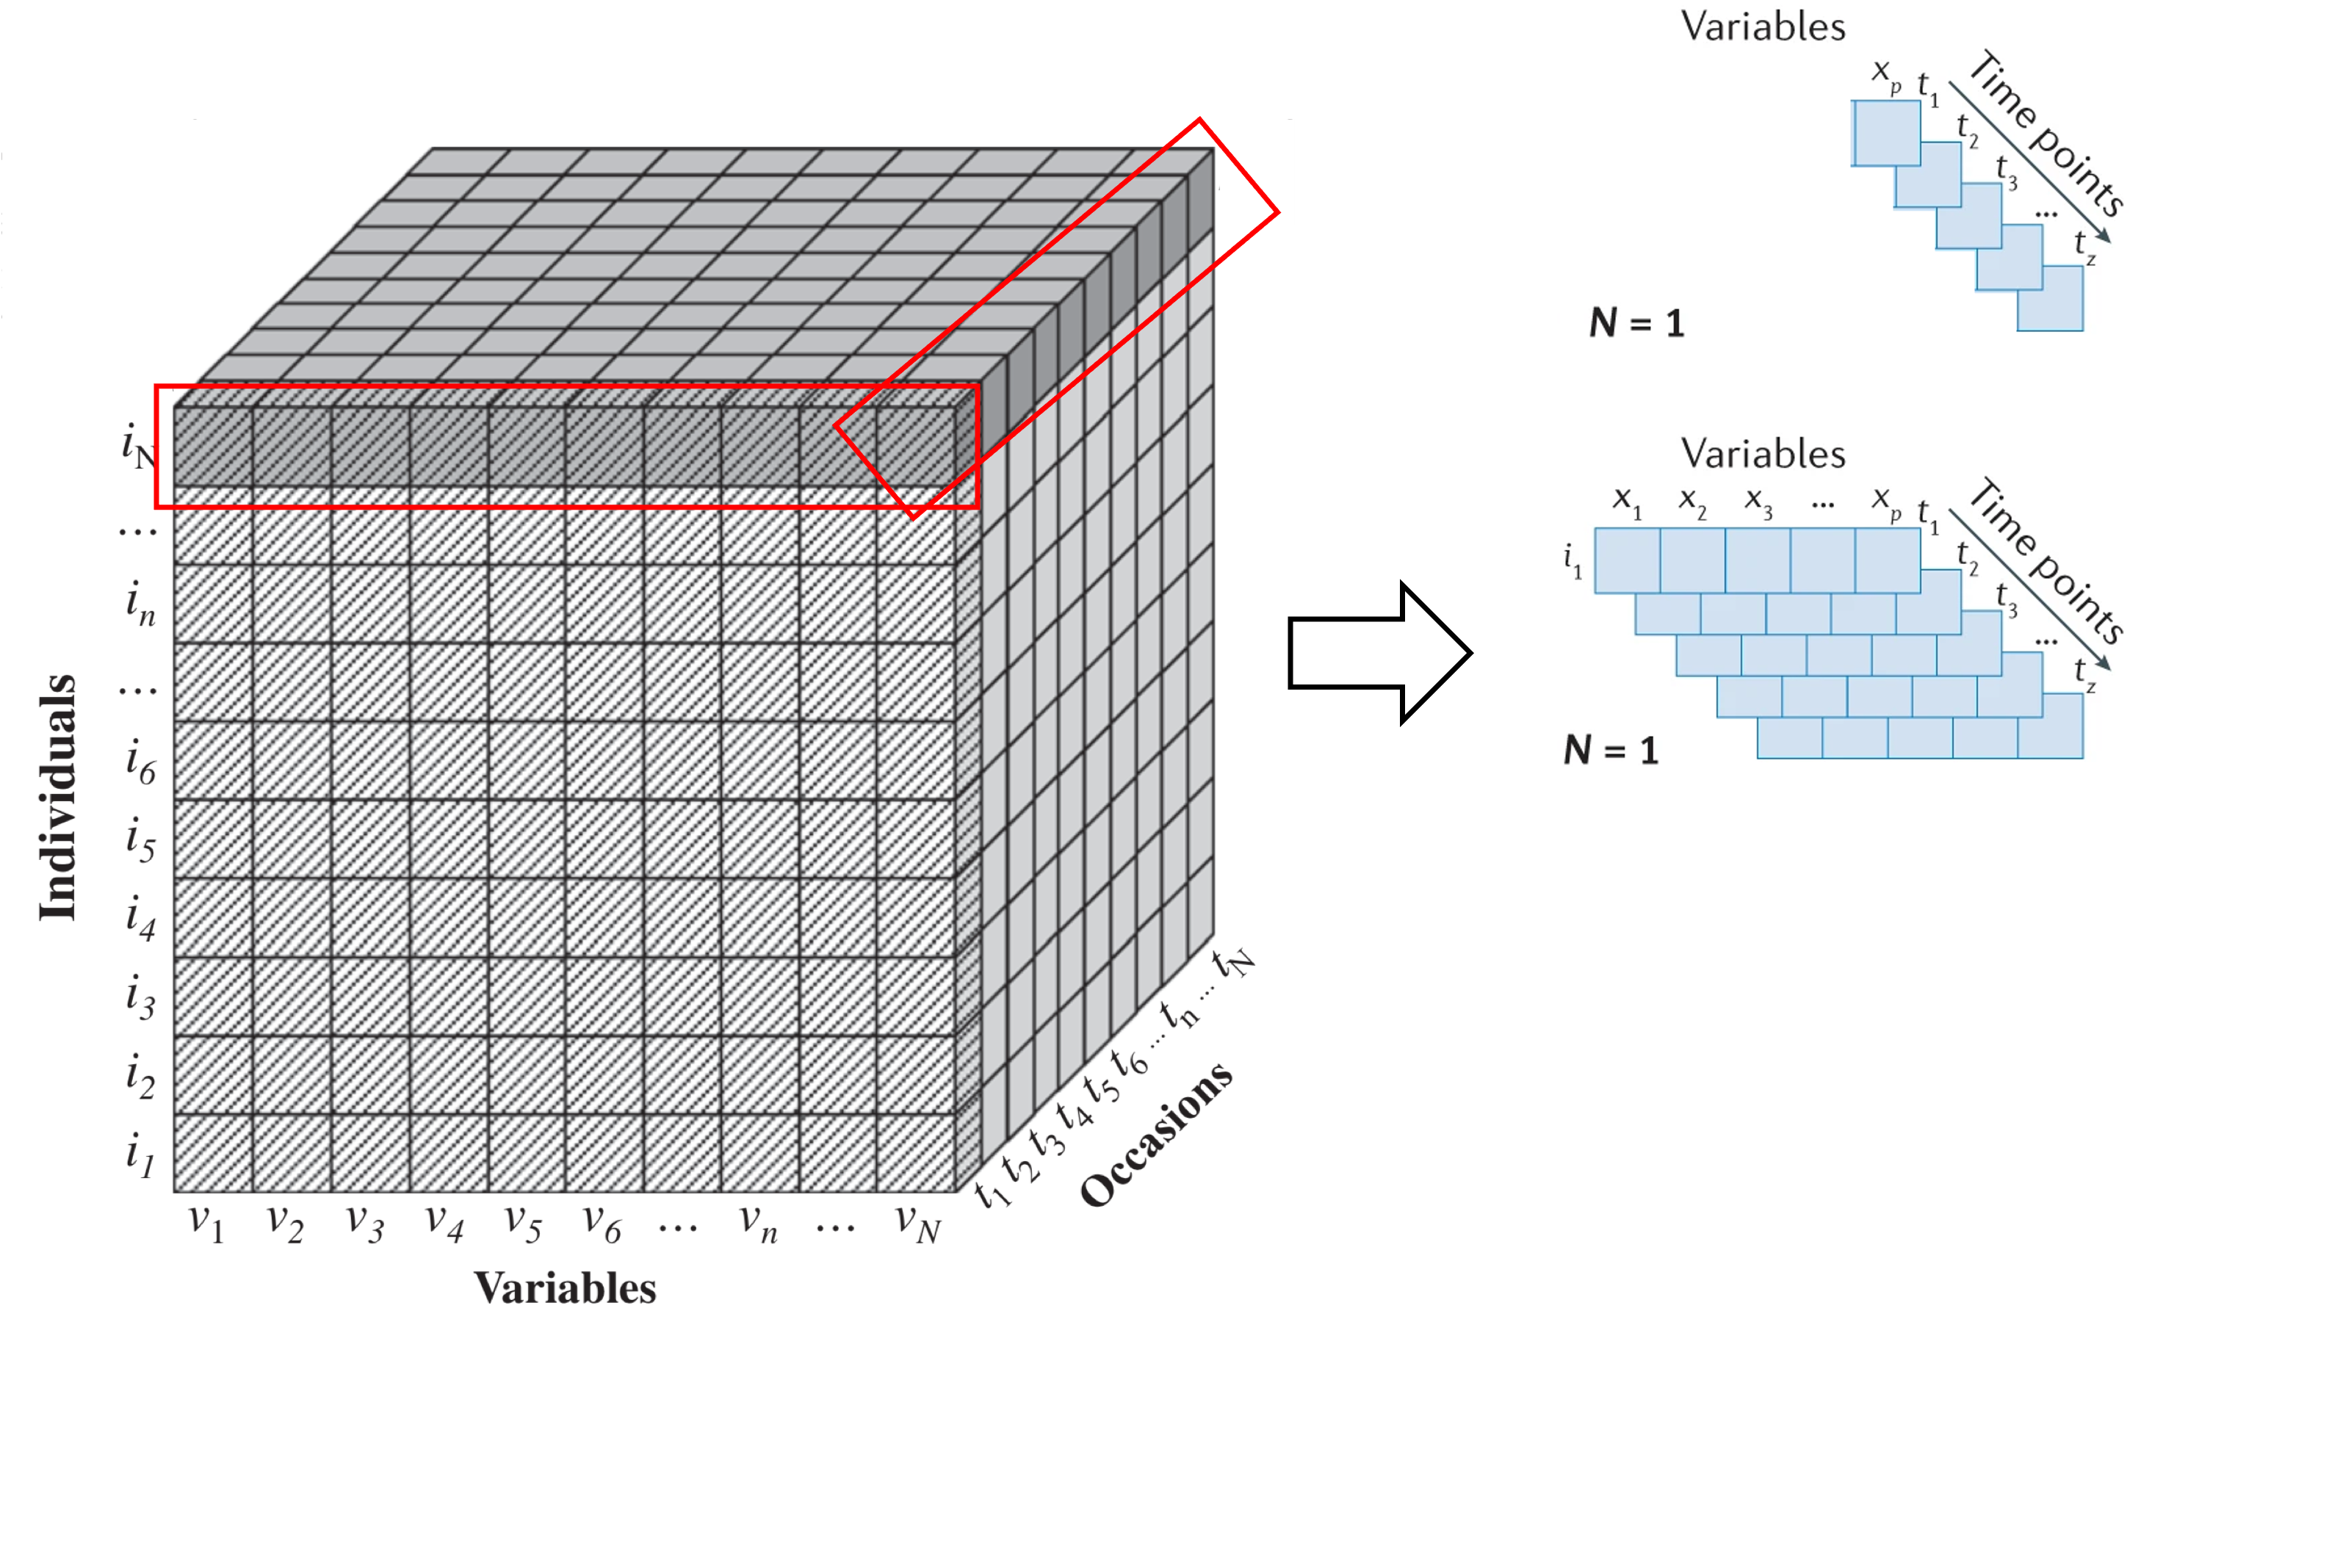 Individuals
i_N
...
i_n
...
i_6
i_5
i_4
i_3
i_2
i_1
v_1 v_2 v_3 v_4 v_5 v_6 ... v_n ... v_N
Variables
t_1 t_2 t_3 t_4 t_5 t_6 ... t_n ... t_N
Occasions
Variables
x_p
t_1 t_2 t_3 ... t_z
Time points
N = 1
Variables
x_1 x_2 x_3 ... x_p
t_1 t_2 t_3 ... t_z
Time points
i_1
N = 1